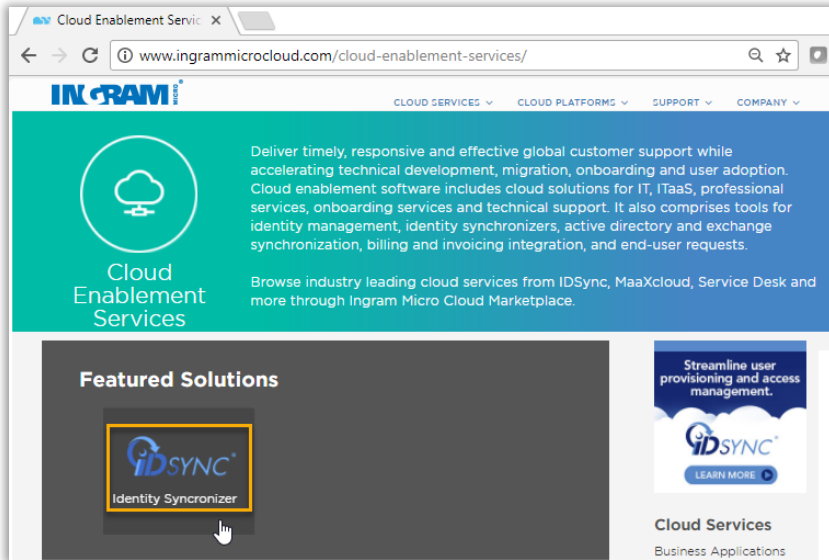 Cloud Enablement Servic
www.ingrammicrocloud.com/cloud-enablement-services/
INGRAM MICRO
CLOUD SERVICES
CLOUD PLATFORMS
SUPPORT
COMPANY
Deliver timely, responsive and effective global customer support while
accelerating technical development, migration, onboarding and user adoption.
Cloud enablement software includes cloud solutions for IT, ITaaS, professional
services, onboarding services and technical support. It also comprises tools for
identity management, identity synchronizers, active directory and exchange
synchronization, billing and invoicing integration, and end-user requests.
Cloud
Enablement
Services
Browse industry leading cloud services from IDSync, MaaXcloud, Service Desk and
more through Ingram Micro Cloud Marketplace.
Featured Solutions
iDSYNC
Identity Syncronizer
Streamline user
provisioning and access
management.
iDSYNC
LEARN MORE
Cloud Services
Business Applications